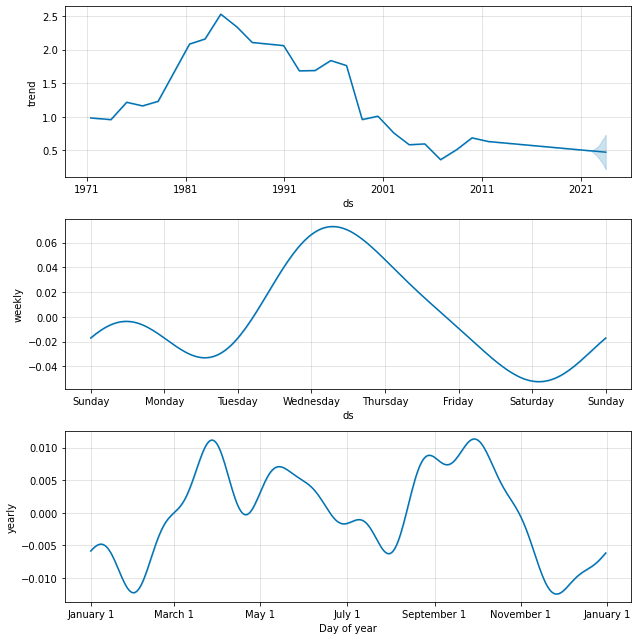 2.5
2.0
1.5
1.0
0.5
trend
1971 1981 1991 2001 2011 2021
ds
0.06
0.04
0.02
0.00
−0.02
−0.04
weekly
Sunday Monday Tuesday Wednesday Thursday Friday Saturday Sunday
ds
0.010
0.005
0.000
−0.005
−0.010
yearly
January 1 March 1 May 1 July 1 September 1 November 1 January 1
Day of year